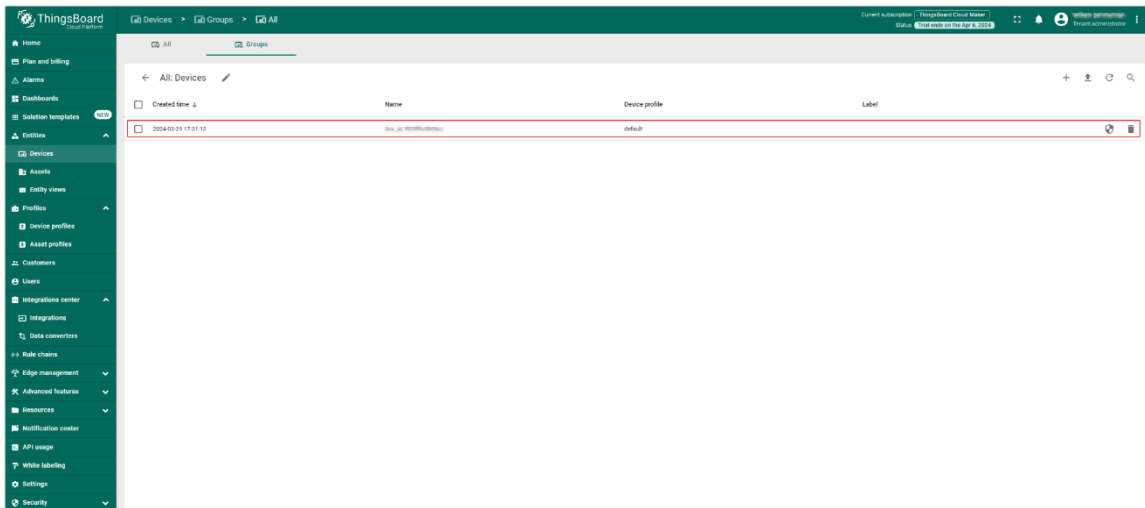 ThingsBoard
Cloud Platform
Devices > Groups > All
Current subscription ThingsBoard Cloud Maker
Status Trial ends on the Apr 6, 2024
Tenant administrator
Home
Plan and billing
Alarms
Dashboards
Solution templates NEW
Entities
Devices
Assets
Entity views
Profiles
Device profiles
Asset profiles
Customers
Users
Integrations center
Integrations
Data converters
Rule chains
Edge management
Advanced features
Resources
Notification center
API usage
White labeling
Settings
Security
All Groups
All: Devices
Created time Name Device profile Label
2024-03-29 17:31:13 default